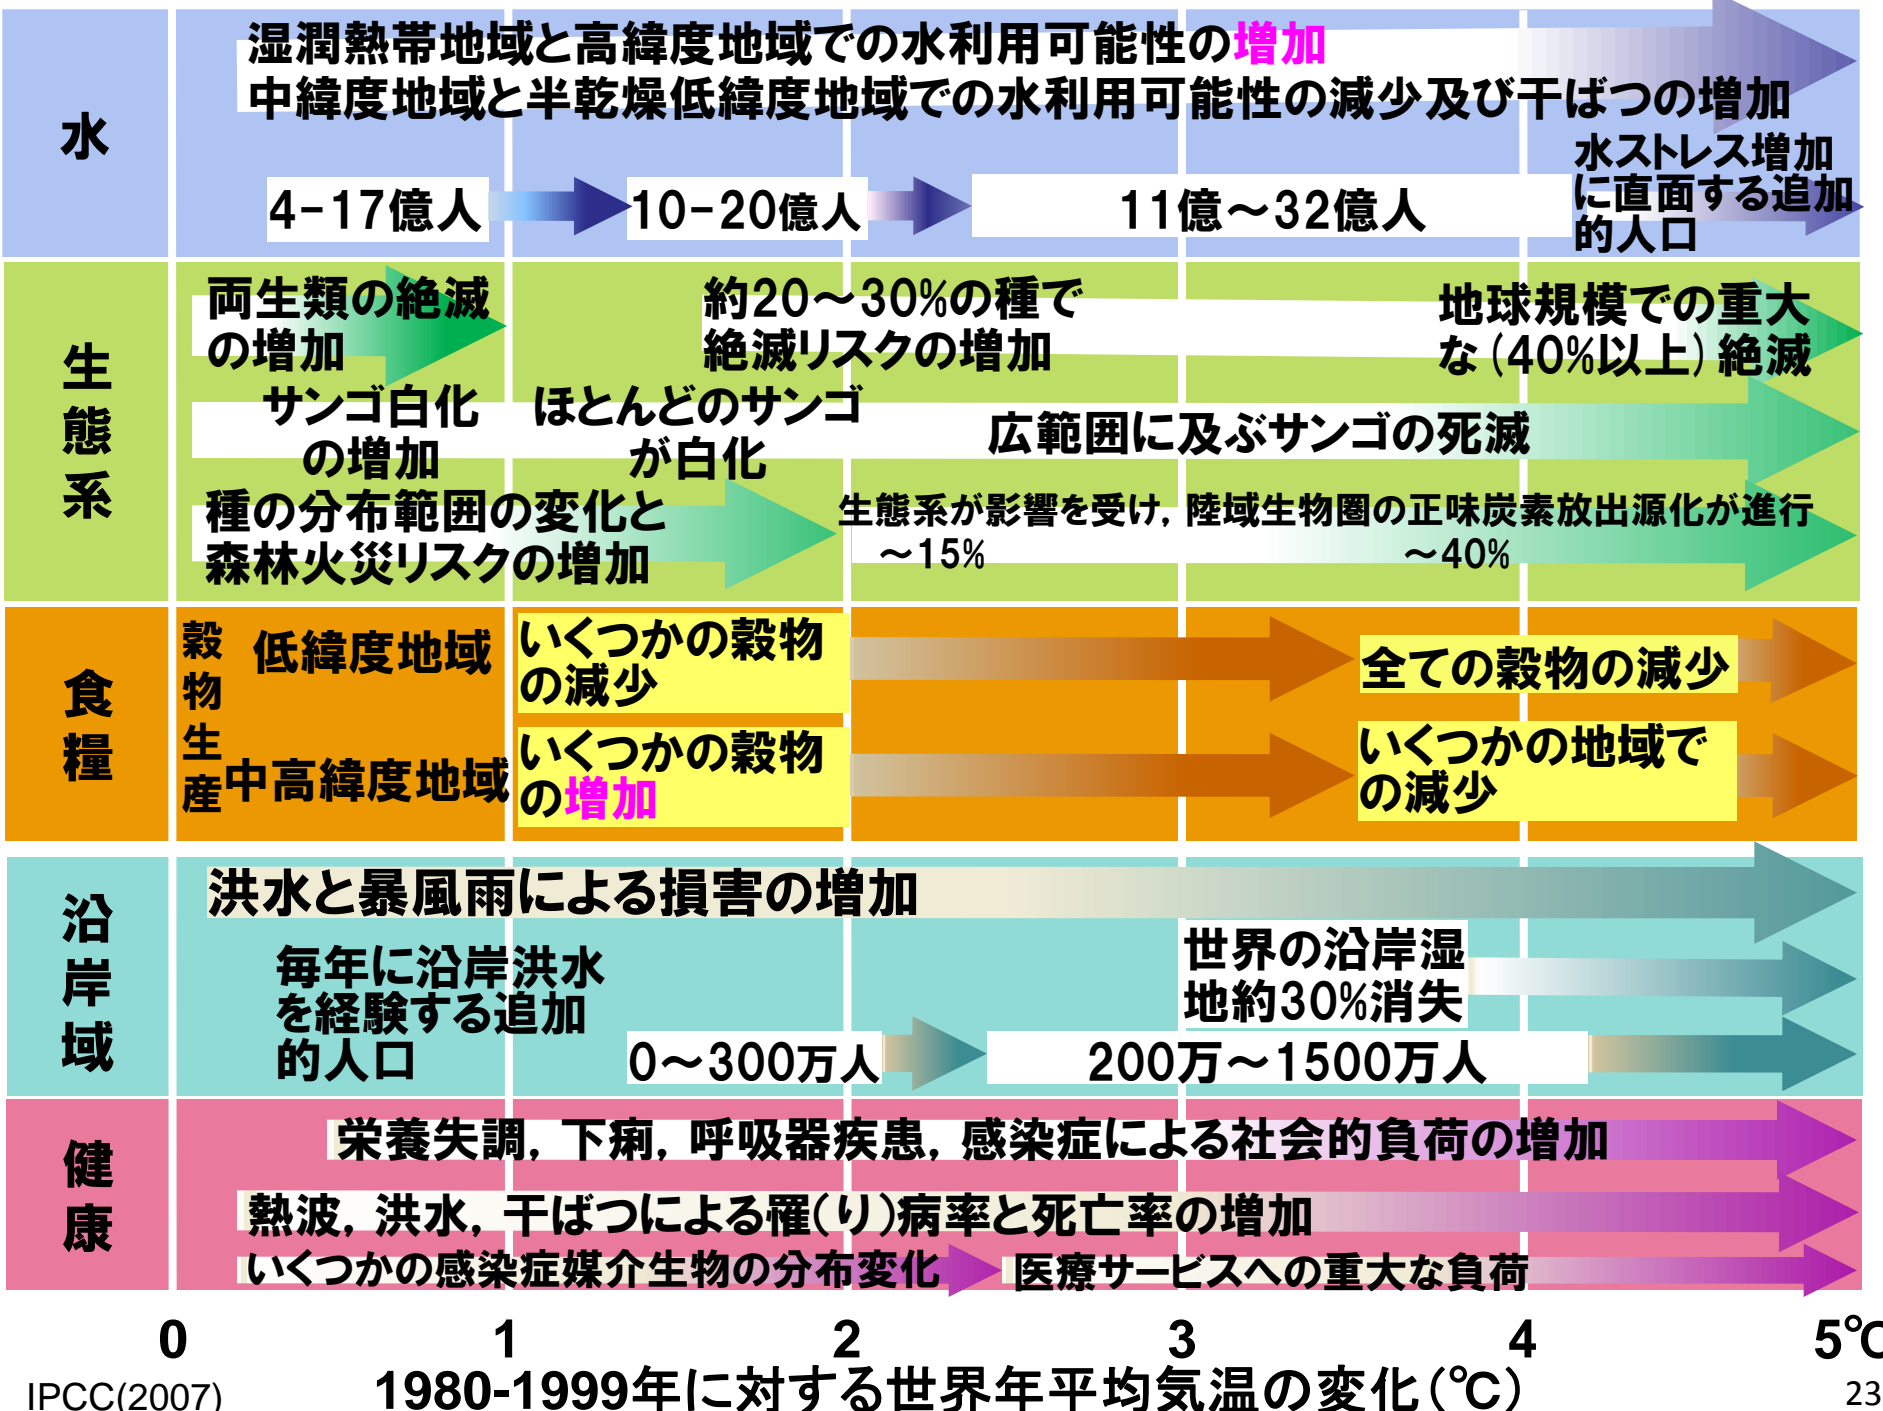 湿潤熱帯地域と高緯度地域での水利用可能性の増加
中緯度地域と半乾燥低緯度地域での水利用可能性の減少及び干ばつの増加
水
水ストレス増加
に直面する追加
的人口
4-17億人
10-20億人
11億～32億人
生態系
両生類の絶滅
の増加
約20～30%の種で
絶滅リスクの増加
地球規模での重大
な(40%以上)絶滅
サンゴ白化
の増加
ほとんどのサンゴ
が白化
広範囲に及ぶサンゴの死滅
種の分布範囲の変化と
森林火災リスクの増加
生態系が影響を受け, 陸域生物圏の正味炭素放出源化が進行
～15%
～40%
食糧
穀物生産
低緯度地域
いくつかの穀物
の減少
全ての穀物の減少
中高緯度地域
いくつかの穀物
の増加
いくつかの地域で
の減少
沿岸域
洪水と暴風雨による損害の増加
世界の沿岸湿
地約30%消失
毎年に沿岸洪水
を経験する追加
的人口
0～300万人
200万～1500万人
健康
栄養失調, 下痢, 呼吸器疾患, 感染症による社会的負荷の増加
熱波, 洪水, 干ばつによる罹(り)病率と死亡率の増加
いくつかの感染症媒介生物の分布変化
医療サービスへの重大な負荷
0 1 2 3 4 5℃
1980-1999年に対する世界年平均気温の変化(℃)
IPCC(2007)
23